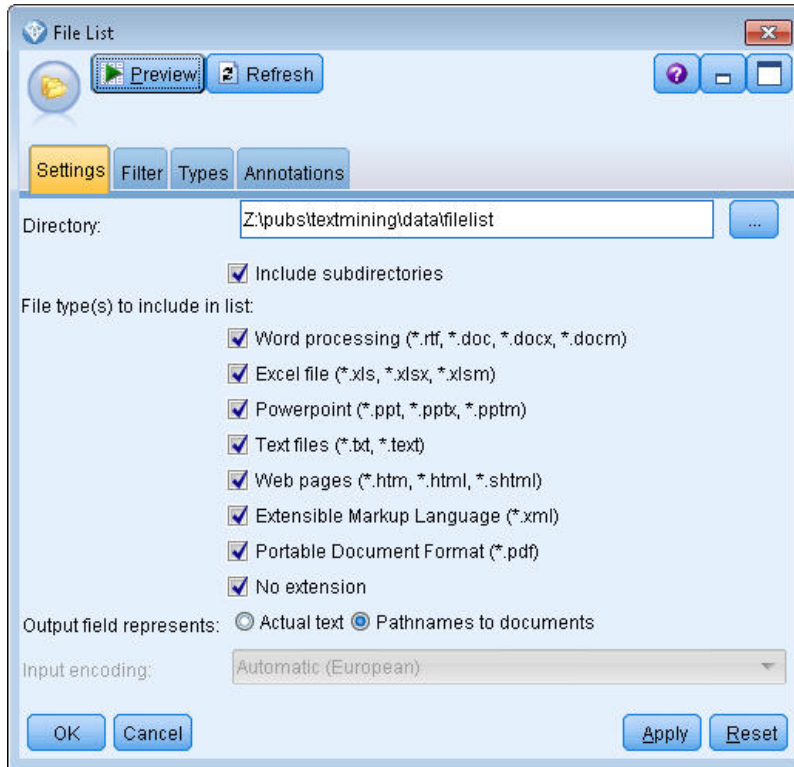 File List
Preview Refresh
Settings Filter Types Annotations
Directory: Z:\pubs\textmining\data\filelist ...
Include subdirectories
File type(s) to include in list:
Word processing (*.rtf, *.doc, *.docx, *.docm)
Excel file (*.xls, *.xlsx, *.xlsm)
Powerpoint (*.ppt, *.pptx, *.pptm)
Text files (*.txt, *.text)
Web pages (*.htm, *.html, *.shtml)
Extensible Markup Language (*.xml)
Portable Document Format (*.pdf)
No extension
Output field represents: Actual text Pathnames to documents
Input encoding: Automatic (European)
OK Cancel Apply Reset